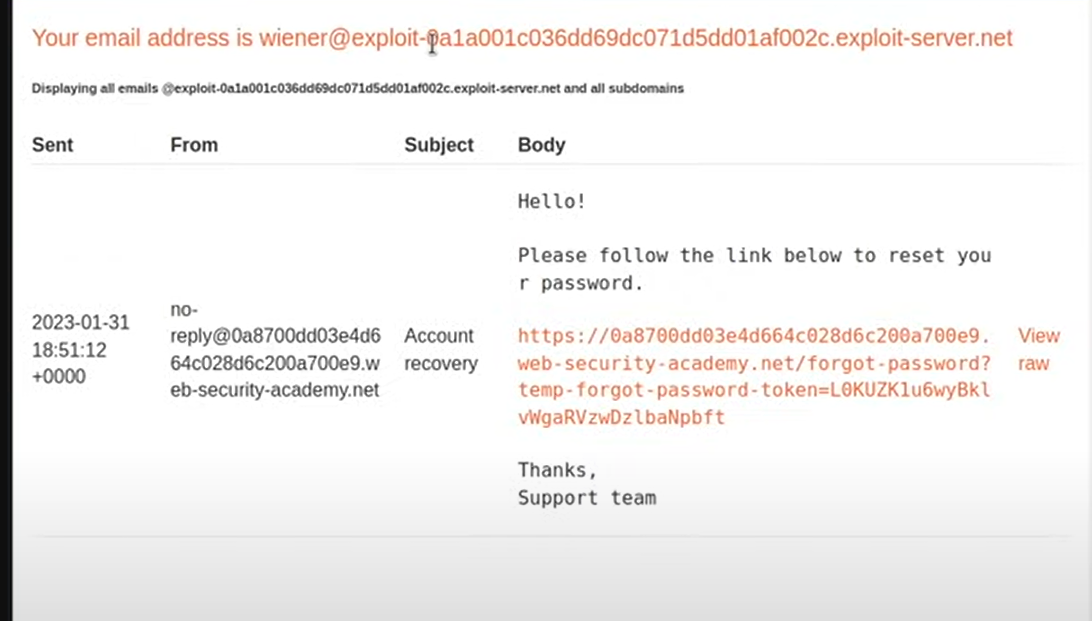 Your email address is wiener@exploit-0a1a001c036dd69dc071d5dd01af002c.exploit-server.net
Displaying all emails @exploit-0a1a001c036dd69dc071d5dd01af002c.exploit-server.net and all subdomains
Sent From Subject Body
2023-01-31
18:51:12
+0000
no-
reply@0a8700dd03e4d6
64c028d6c200a700e9.w
eb-security-academy.net
Account
recovery
Hello!
Please follow the link below to reset you
r password.
https://0a8700dd03e4d664c028d6c200a700e9.
web-security-academy.net/forgot-password?
temp-forgot-password-token=L0KUZK1u6wyBkl
vWgaRVzwDzlbaNpbft
Thanks,
Support team
View
raw